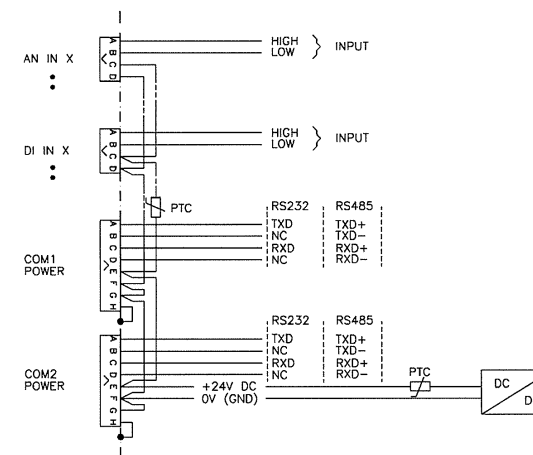 A
B
C
D
AN IN X
HIGH
LOW
INPUT
A
B
C
D
DI IN X
HIGH
LOW
INPUT
PTC
RS232 RS485
A
B
C
D
E
F
G
H
TXD TXD+
NC TXD-
RXD RXD+
NC RXD-
COM1
POWER
RS232 RS485
A
B
C
D
E
F
G
H
TXD TXD+
NC TXD-
RXD RXD+
NC RXD-
COM2
POWER
+24V DC
0V (GND)
PTC
DC
D